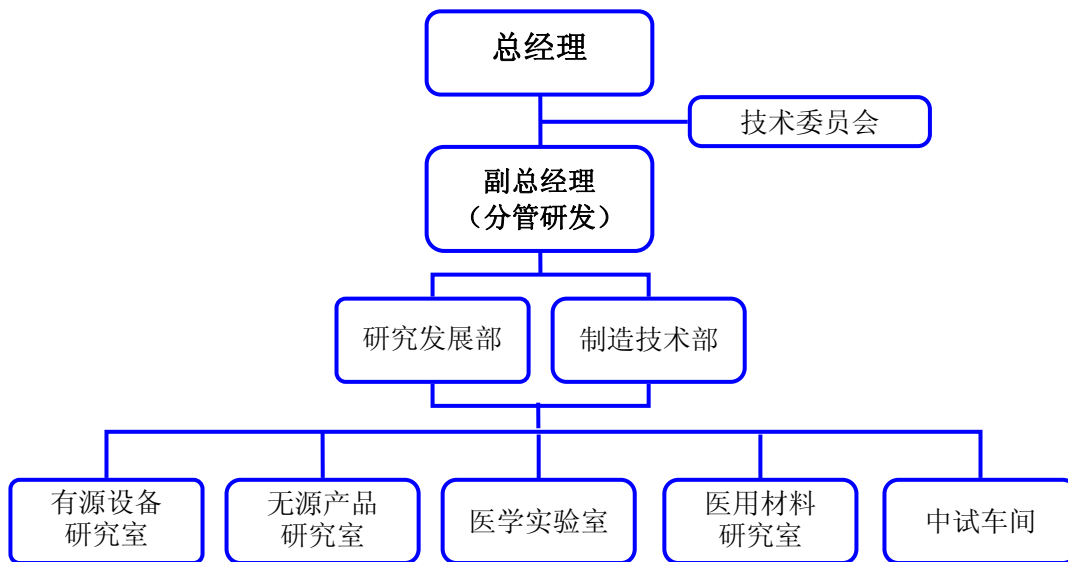 总经理
技术委员会
副总经理
（分管研发）
研究发展部
制造技术部
有源设备
研究室
无源产品
研究室
医学实验室
医用材料
研究室
中试车间